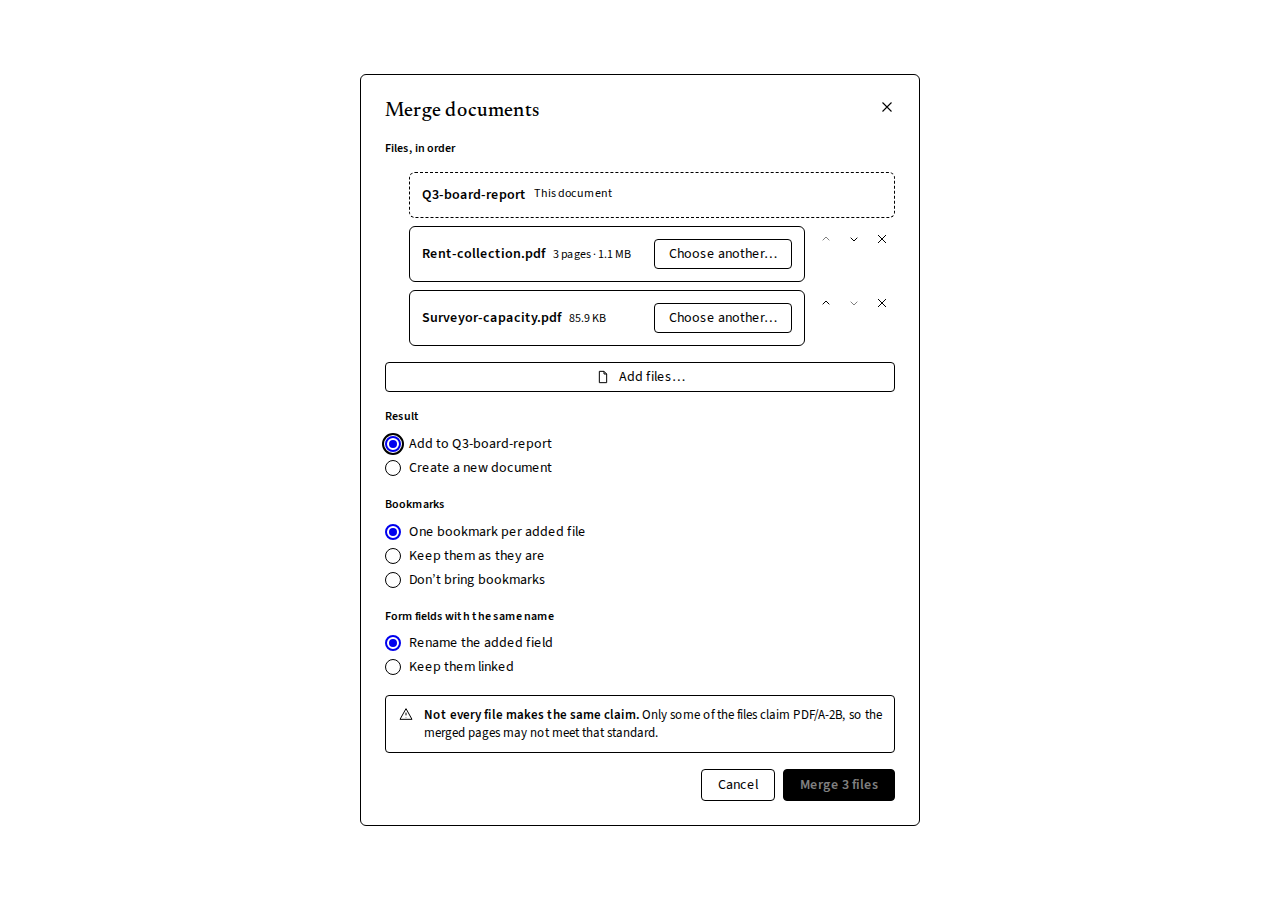 Merge documents
Files, in order
Q3-board-report This document
Rent-collection.pdf 3 pages · 1.1 MB Choose another…
Surveyor-capacity.pdf 85.9 KB Choose another…
Add files…
Result
Add to Q3-board-report
Create a new document
Bookmarks
One bookmark per added file
Keep them as they are
Don’t bring bookmarks
Form fields with the same name
Rename the added field
Keep them linked
Not every file makes the same claim. Only some of the files claim PDF/A-2B, so the
merged pages may not meet that standard.
Cancel Merge 3 files